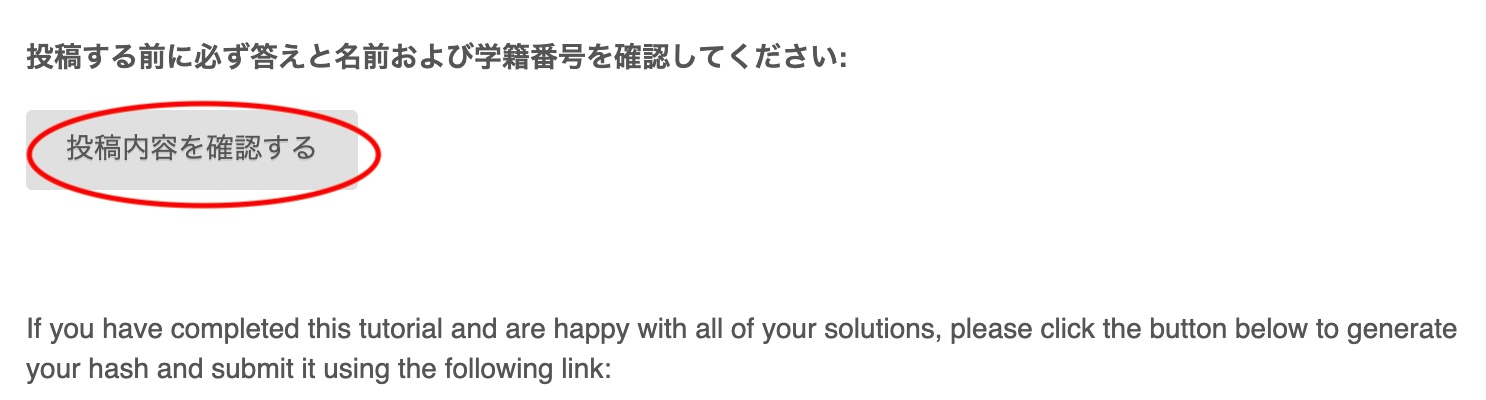 投稿する前に必ず答えと名前および学籍番号を確認してください:
投稿内容を確認する
If you have completed this tutorial and are happy with all of your solutions, please click the button below to generate
your hash and submit it using the following link: